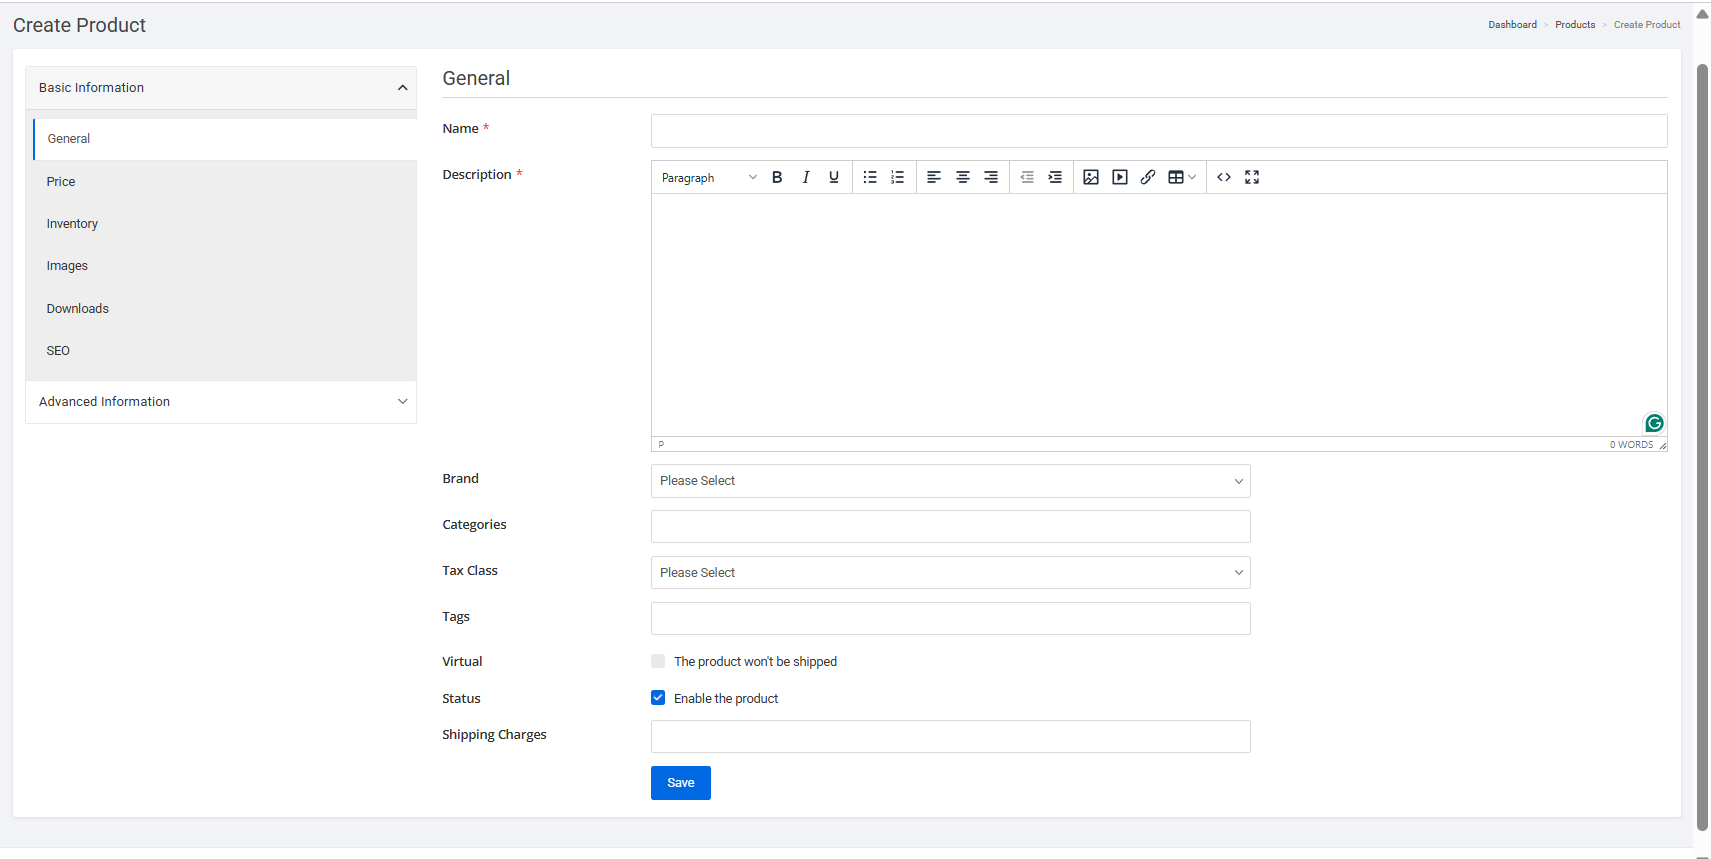 Create Product
Dashboard > Products > Create Product
Basic Information
General
Price
Inventory
Images
Downloads
SEO
Advanced Information
General
Name *
Description *
Paragraph
B I U
P
0 WORDS
Brand
Please Select
Categories
Tax Class
Please Select
Tags
Virtual
The product won't be shipped
Status
Enable the product
Shipping Charges
Save